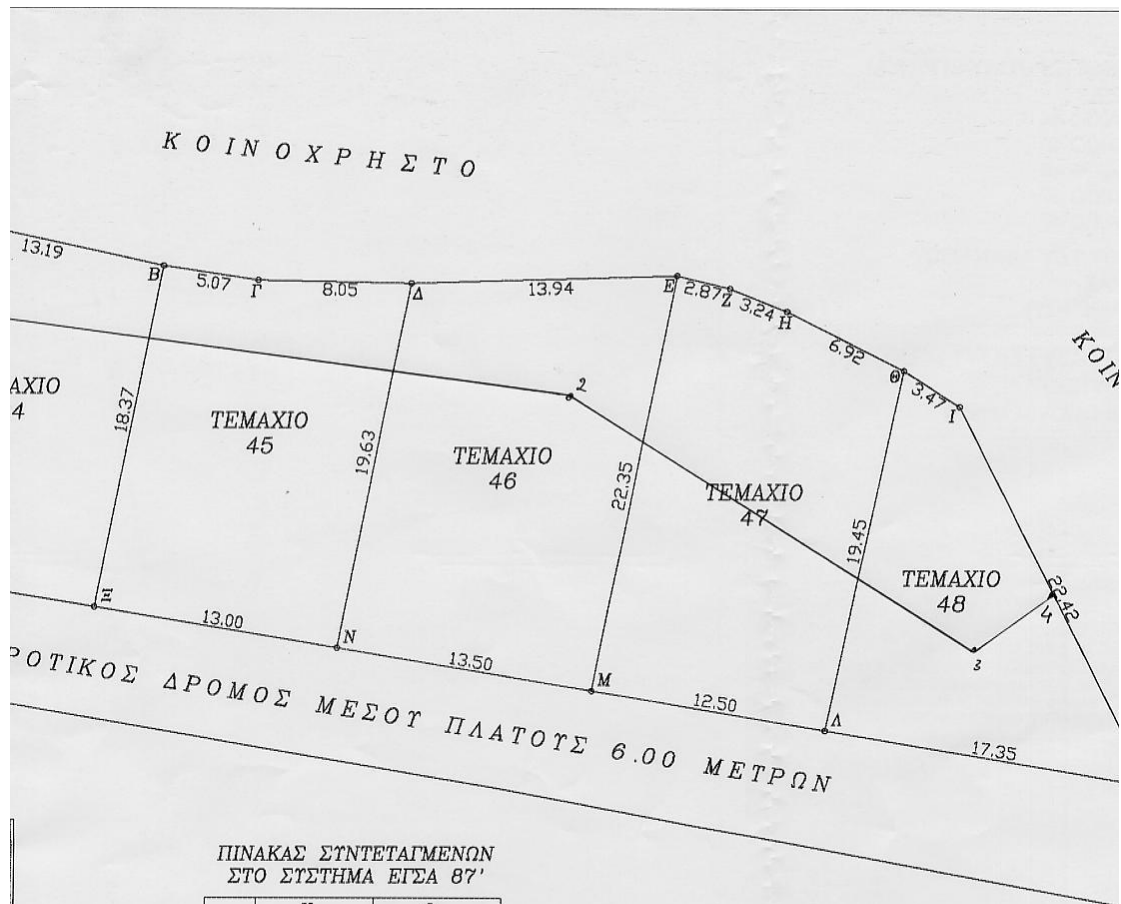 ΚΟΙΝΟΧΡΗΣΤΟ
13.19
Β
5.07
Γ
8.05
Δ
13.94
Ε
2.87
Ζ
3.24
Η
6.92
Θ
3.47
Ι
ΚΟΙΝ
ΑΧΙΟ
4
18.37
ΤΕΜΑΧΙΟ
45
19.63
2
ΤΕΜΑΧΙΟ
46
22.35
ΤΕΜΑΧΙΟ
47
19.45
ΤΕΜΑΧΙΟ
48
22.42
4
3
Ξ
13.00
Ν
13.50
Μ
12.50
Λ
17.35
ΡΟΤΙΚΟΣ ΔΡΟΜΟΣ ΜΕΣΟΥ ΠΛΑΤΟΥΣ 6.00 ΜΕΤΡΩΝ
ΠΙΝΑΚΑΣ ΣΥΝΤΕΤΑΓΜΕΝΩΝ
ΣΤΟ ΣΥΣΤΗΜΑ ΕΓΣΑ 87'